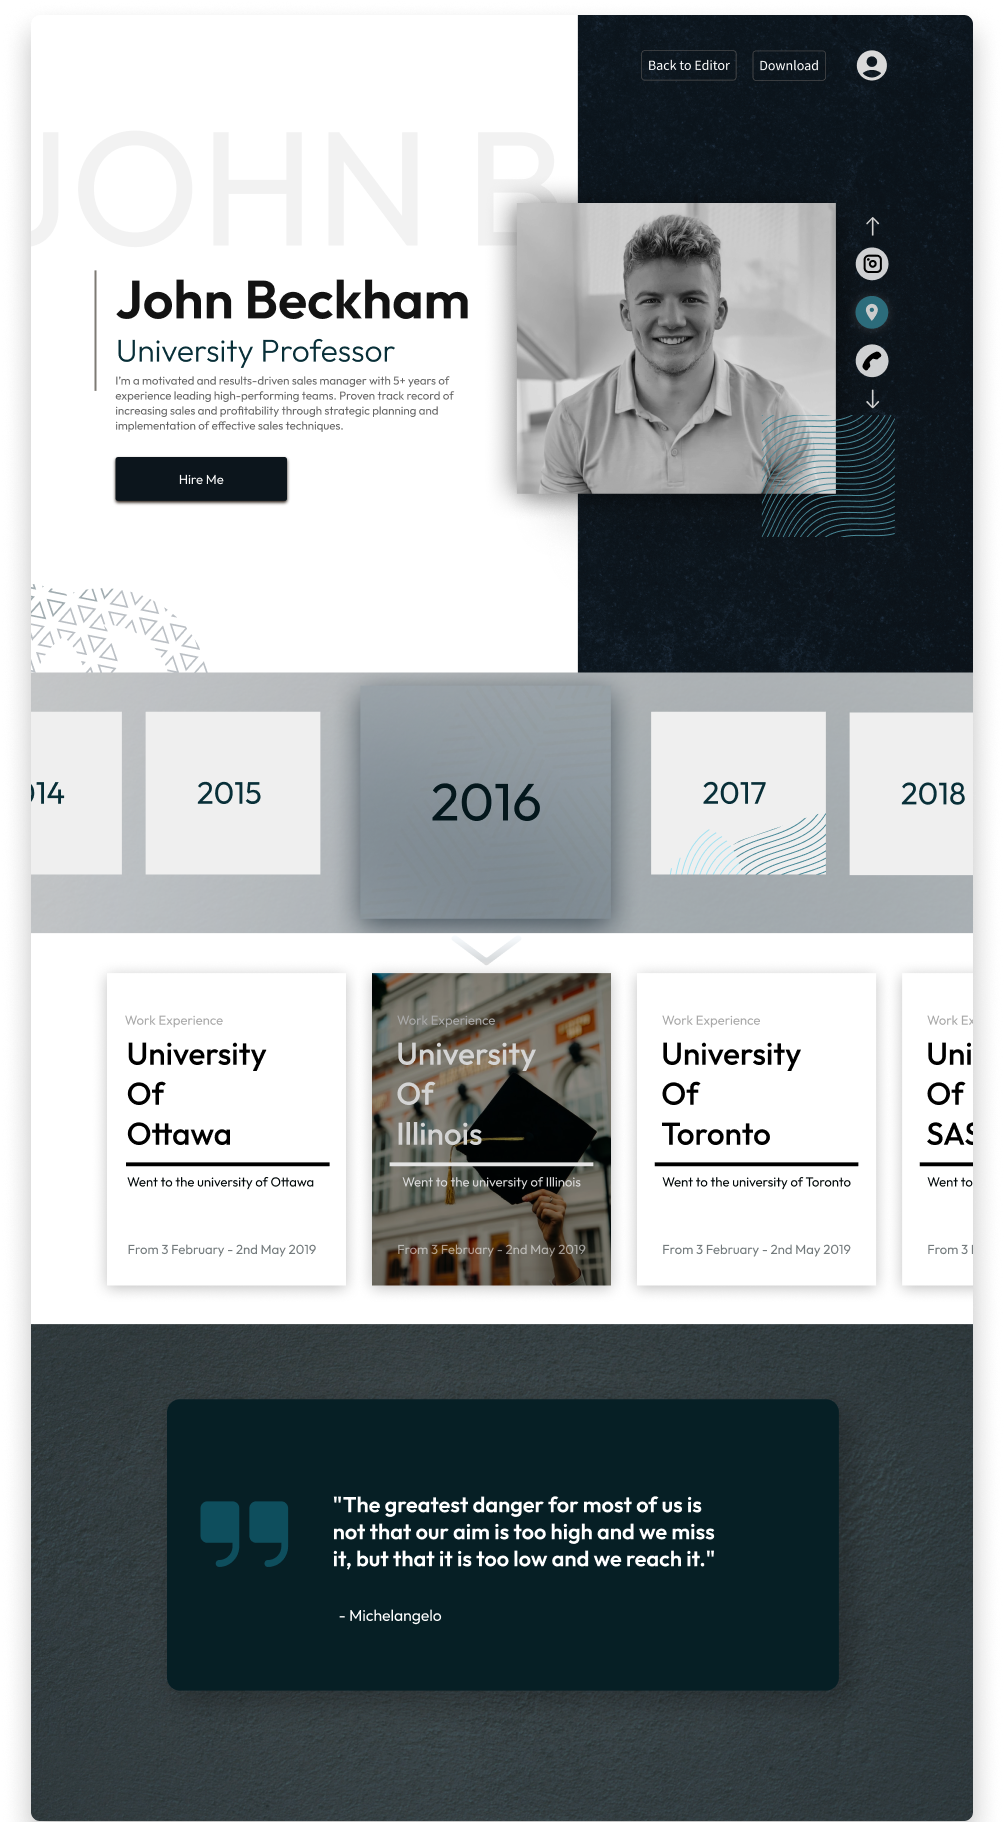 Back to Editor
Download
JOHN B
John Beckham
University Professor
I'm a motivated and results-driven sales manager with 5+ years of
experience leading high-performing teams. Proven track record of
increasing sales and profitability through strategic planning and
implementation of effective sales techniques.
Hire Me
14
2015
2016
2017
2018
Work Experience
University
Of
Ottawa
Went to the university of Ottawa
From 3 February - 2nd May 2019
Work Experience
University
Of
Illinois
Went to the university of Illinois
From 3 February - 2nd May 2019
Work Experience
University
Of
Toronto
Went to the university of Toronto
From 3 February - 2nd May 2019
Work Ex
Uni
Of
SAS
Went to
From 3
"The greatest danger for most of us is
not that our aim is too high and we miss
it, but that it is too low and we reach it."
- Michelangelo